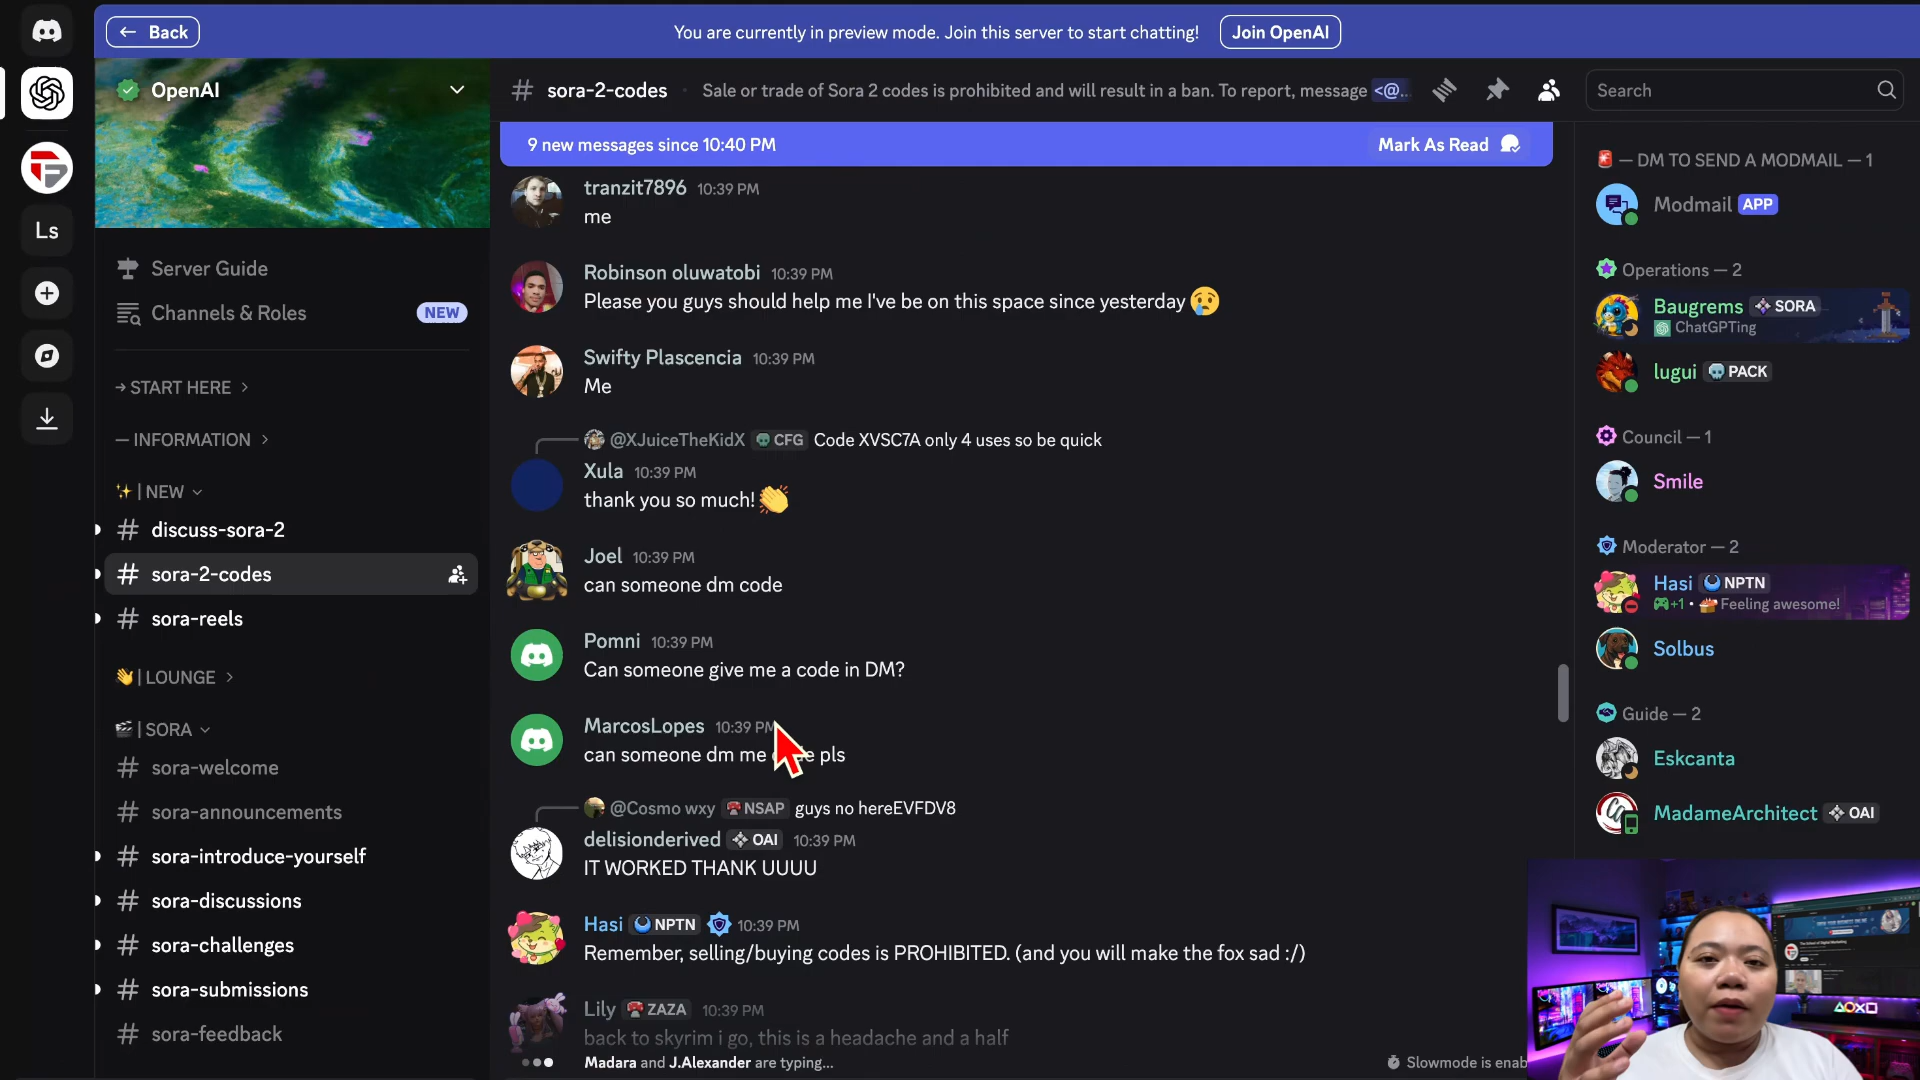 Back
You are currently in preview mode. Join this server to start chatting!
Join OpenAI
OpenAI
sora-2-codes
Sale or trade of Sora 2 codes is prohibited and will result in a ban. To report, message <@...
Search
9 new messages since 10:40 PM
Mark As Read
Ls
Server Guide
Channels & Roles
NEW
START HERE
— INFORMATION
| NEW
discuss-sora-2
sora-2-codes
sora-reels
| LOUNGE
| SORA
sora-welcome
sora-announcements
sora-introduce-yourself
sora-discussions
sora-challenges
sora-submissions
sora-feedback
tranzit7896 10:39 PM
me
Robinson oluwatobi 10:39 PM
Please you guys should help me I've be on this space since yesterday
Swifty Plascencia 10:39 PM
Me
@XJuiceTheKidX CFG Code XVSC7A only 4 uses so be quick
Xula 10:39 PM
thank you so much!
Joel 10:39 PM
can someone dm code
Pomni 10:39 PM
Can someone give me a code in DM?
MarcosLopes 10:39 PM
can someone dm me pls
@Cosmo wxy NSAP guys no hereEVFDV8
delisionderived OAI 10:39 PM
IT WORKED THANK UUUU
Hasi NPTN 10:39 PM
Remember, selling/buying codes is PROHIBITED. (and you will make the fox sad :/)
Lily ZAZA 10:39 PM
back to skyrim i go, this is a headache and a half
Madara and J.Alexander are typing...
Slowmode is enab
— DM TO SEND A MODMAIL — 1
Modmail APP
Operations — 2
Baugrems SORA
ChatGPTing
lugui PACK
Council — 1
Smile
Moderator — 2
Hasi NPTN
+1 • Feeling awesome!
Solbus
Guide — 2
Eskcanta
MadameArchitect OAI